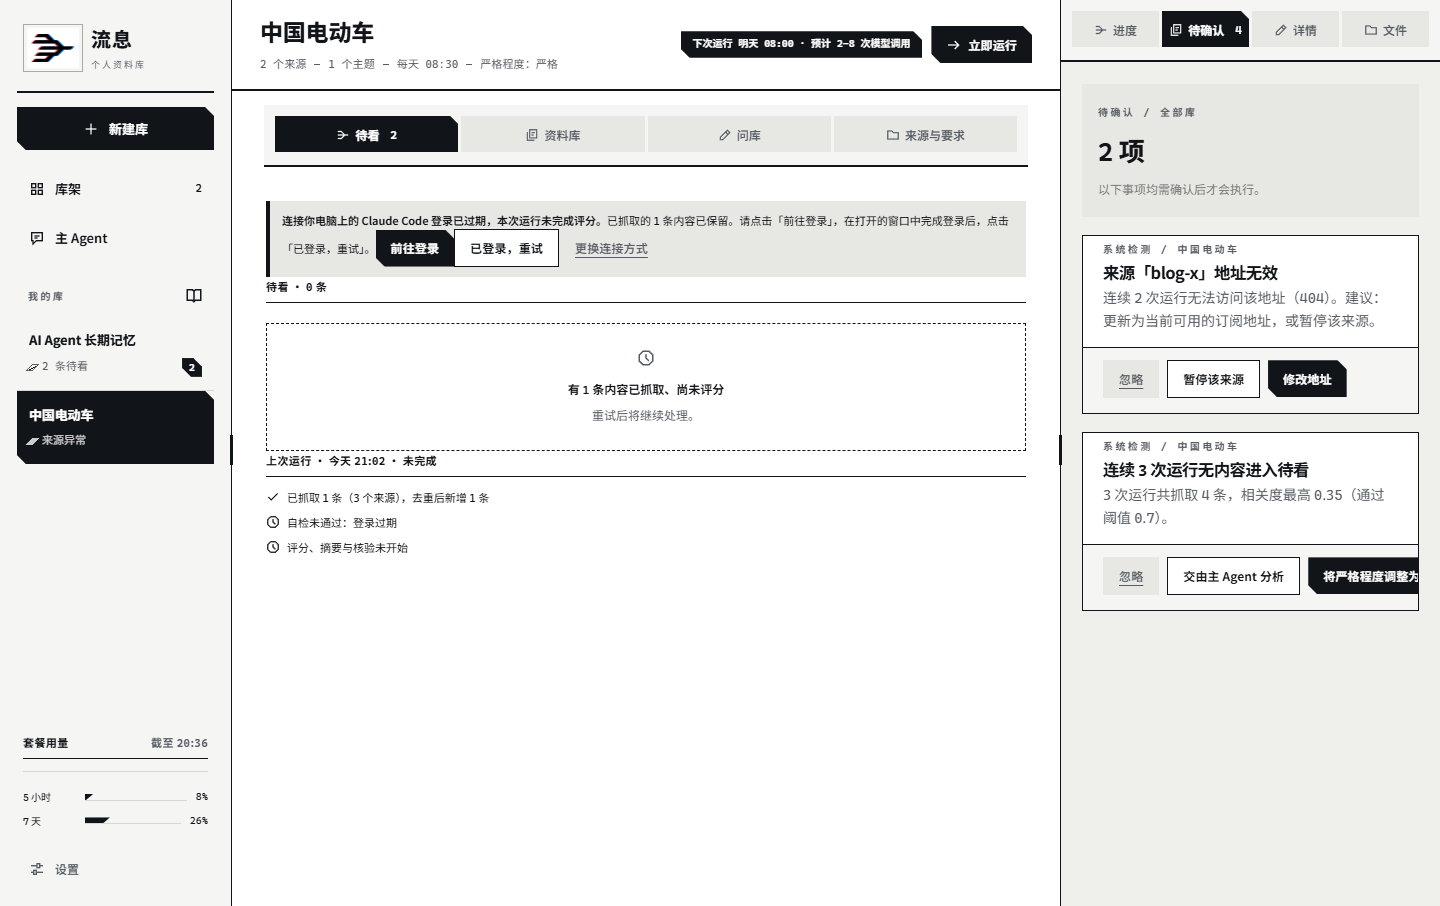 流息
个人资料库
新建库
库架 2
主 Agent
我的库
AI Agent 长期记忆
2 条待看 2
中国电动车
来源异常
套餐用量 截至 20:36
5 小时 8%
7 天 26%
设置
中国电动车
2 个来源 — 1 个主题 — 每天 08:30 — 严格程度：严格
下次运行 明天 08:00 · 预计 2–8 次模型调用
立即运行
待看 2
资料库
问库
来源与要求
连接你电脑上的 Claude Code 登录已过期，本次运行未完成评分。已抓取的 1 条内容已保留。请点击「前往登录」，在打开的窗口中完成登录后，点击
「已登录，重试」。 前往登录 已登录，重试 更换连接方式
待看 · 0 条
有 1 条内容已抓取、尚未评分
重试后将继续处理。
上次运行 · 今天 21:02 · 未完成
已抓取 1 条（3 个来源），去重后新增 1 条
自检未通过：登录过期
评分、摘要与核验未开始
进度
待确认 4
详情
文件
待确认 / 全部库
2 项
以下事项均需确认后才会执行。
系统检测 / 中国电动车
来源「blog-x」地址无效
连续 2 次运行无法访问该地址（404）。建议：
更新为当前可用的订阅地址，或暂停该来源。
忽略 暂停该来源 修改地址
系统检测 / 中国电动车
连续 3 次运行无内容进入待看
3 次运行共抓取 4 条，相关度最高 0.35（通过
阈值 0.7）。
忽略 交由主 Agent 分析 将严格程度调整为